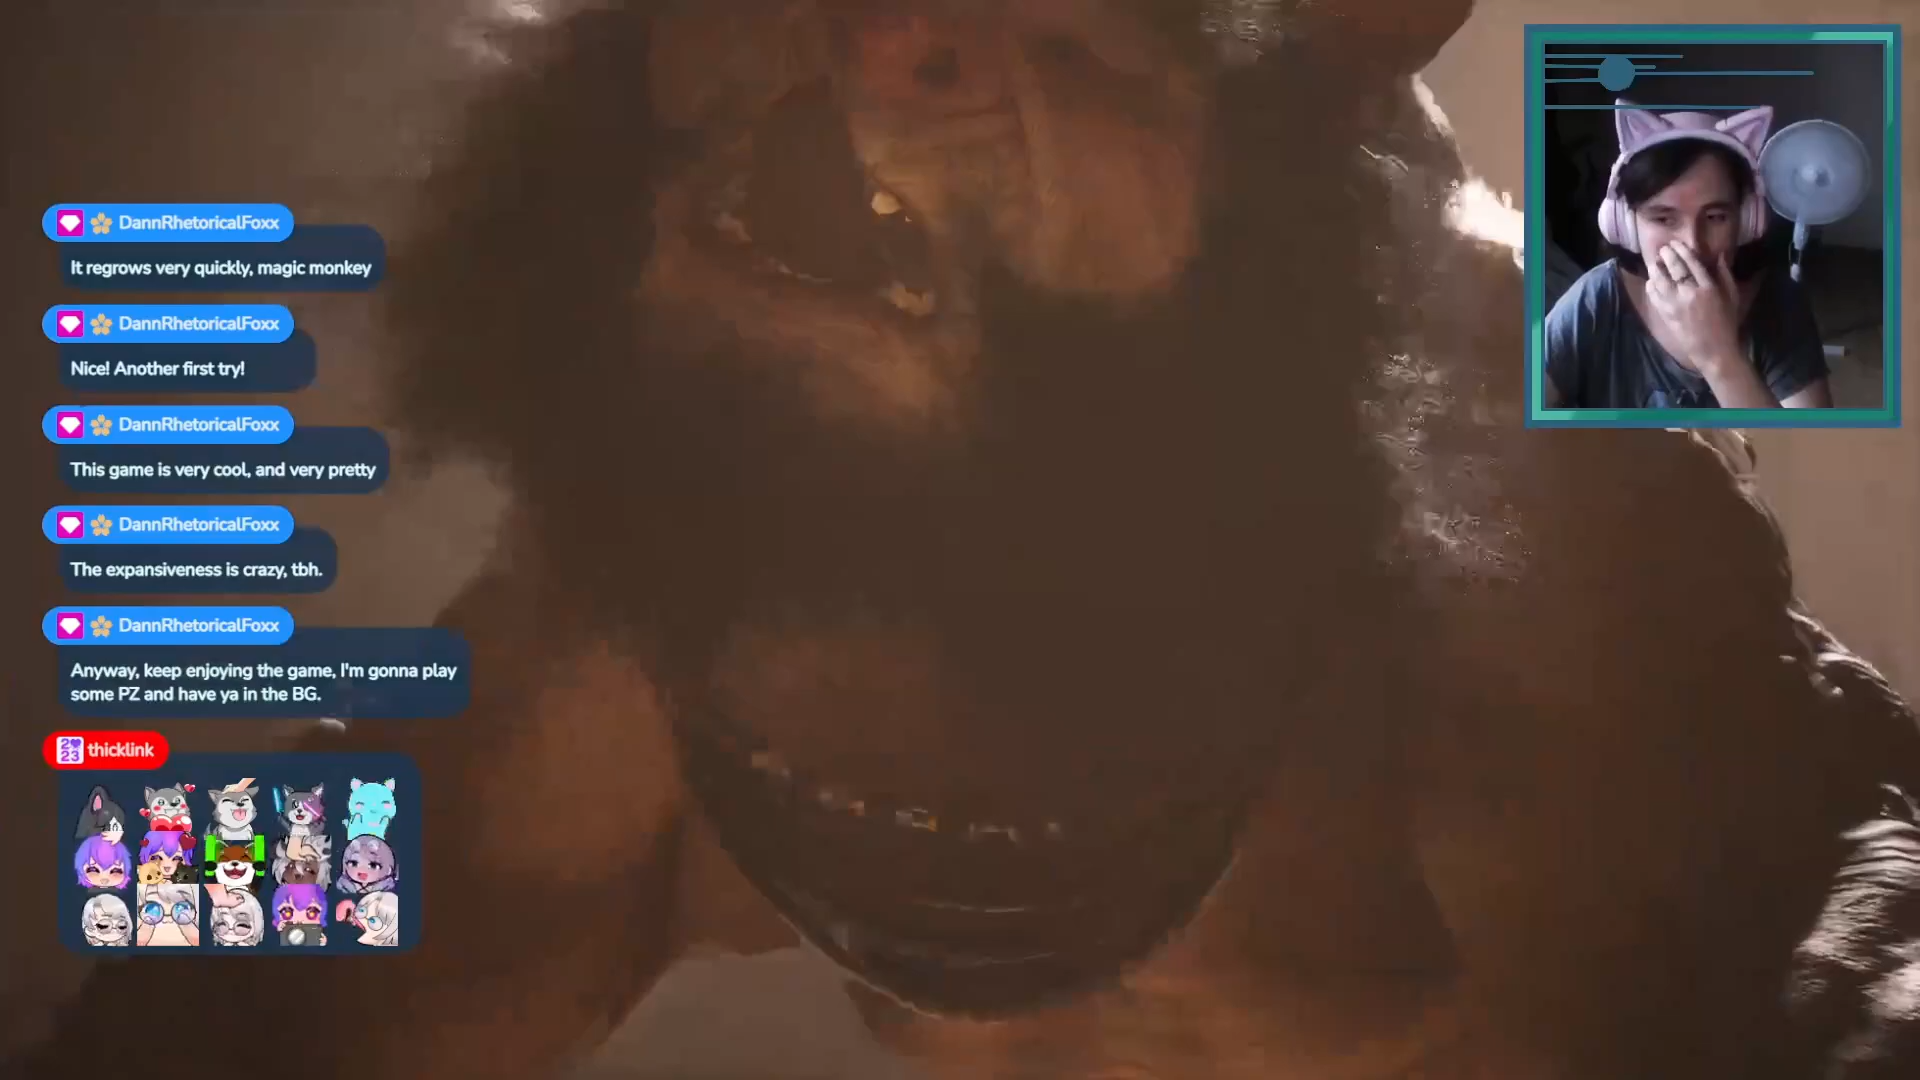 DannRhetoricalFoxx
It regrows very quickly, magic monkey
DannRhetoricalFoxx
Nice! Another first try!
DannRhetoricalFoxx
This game is very cool, and very pretty
DannRhetoricalFoxx
The expansiveness is crazy, tbh.
DannRhetoricalFoxx
Anyway, keep enjoying the game, I'm gonna play
some PZ and have ya in the BG.
2023 thicklink